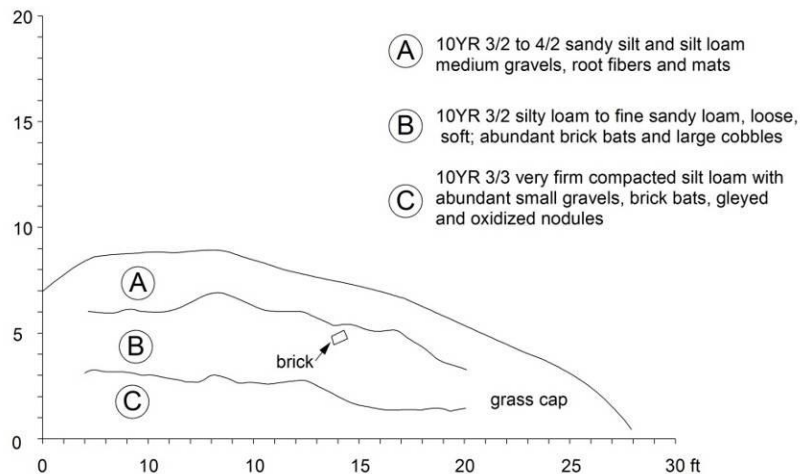 20
15
10
5
0
A
10YR 3/2 to 4/2 sandy silt and silt loam
medium gravels, root fibers and mats
B
10YR 3/2 silty loam to fine sandy loam, loose,
soft; abundant brick bats and large cobbles
C
10YR 3/3 very firm compacted silt loam with
abundant small gravels, brick bats, gleyed
and oxidized nodules
A
B
brick
C
grass cap
0 10 10 20 20 30 ft